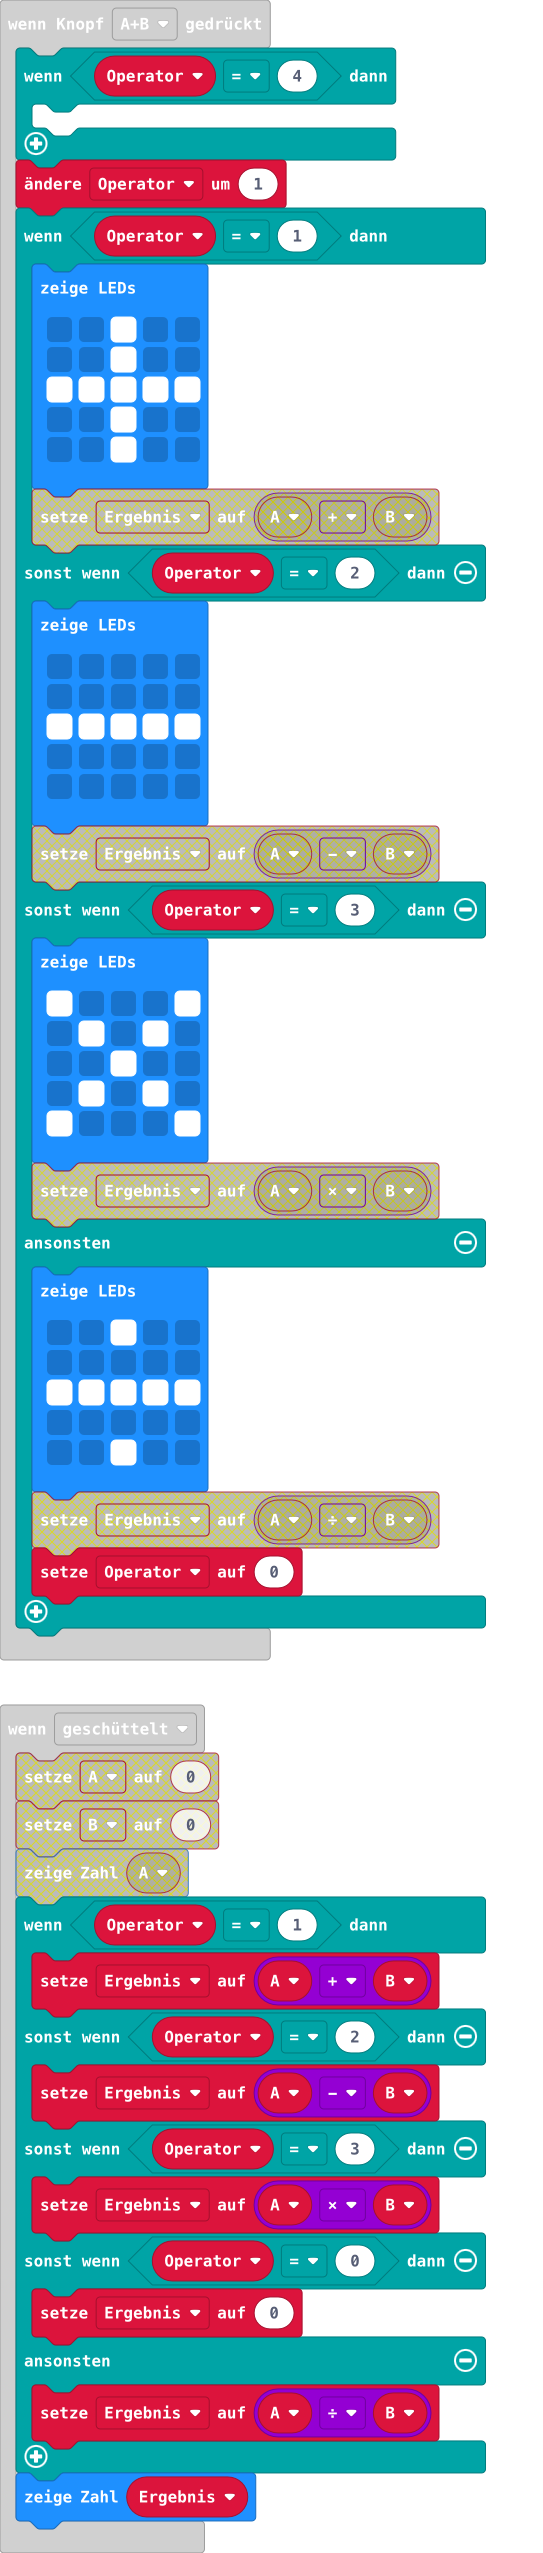 wenn Knopf A+B gedrückt
wenn Operator = 4 dann
ändere Operator um 1
wenn Operator = 1 dann
zeige LEDs
setze Ergebnis auf A + B
sonst wenn Operator = 2 dann
zeige LEDs
setze Ergebnis auf A - B
sonst wenn Operator = 3 dann
zeige LEDs
setze Ergebnis auf A × B
ansonsten
zeige LEDs
setze Ergebnis auf A ÷ B
setze Operator auf 0
wenn geschüttelt
setze A auf 0
setze B auf 0
zeige Zahl A
wenn Operator = 1 dann
setze Ergebnis auf A + B
sonst wenn Operator = 2 dann
setze Ergebnis auf A - B
sonst wenn Operator = 3 dann
setze Ergebnis auf A × B
sonst wenn Operator = 0 dann
setze Ergebnis auf 0
ansonsten
setze Ergebnis auf A ÷ B
zeige Zahl Ergebnis